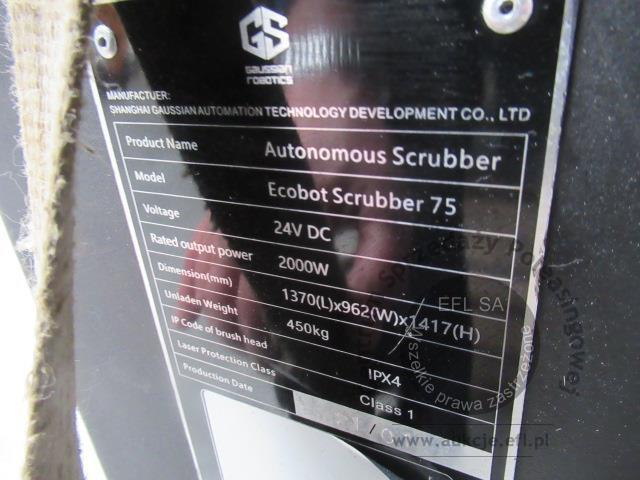 GS
GAUSSIAN
ROBOTICS
MANUFACTUER:
SHANGHAI GAUSSIAN AUTOMATION TECHNOLOGY DEVELOPMENT CO., LTD
Product Name Autonomous Scrubber
Model Ecobot Scrubber 75
Voltage 24V DC
Rated output power 2000W
Dimension(mm) 1370(L)x962(W)x1417(H)
Unladen Weight 450kg
IP Code of brush head IPX4
Laser Protection Class Class 1
Production Date
EFL SA
Wszelkie prawa zastrzeżone
sprzedaży Poleasingowej
www.aukcje.efl.pl